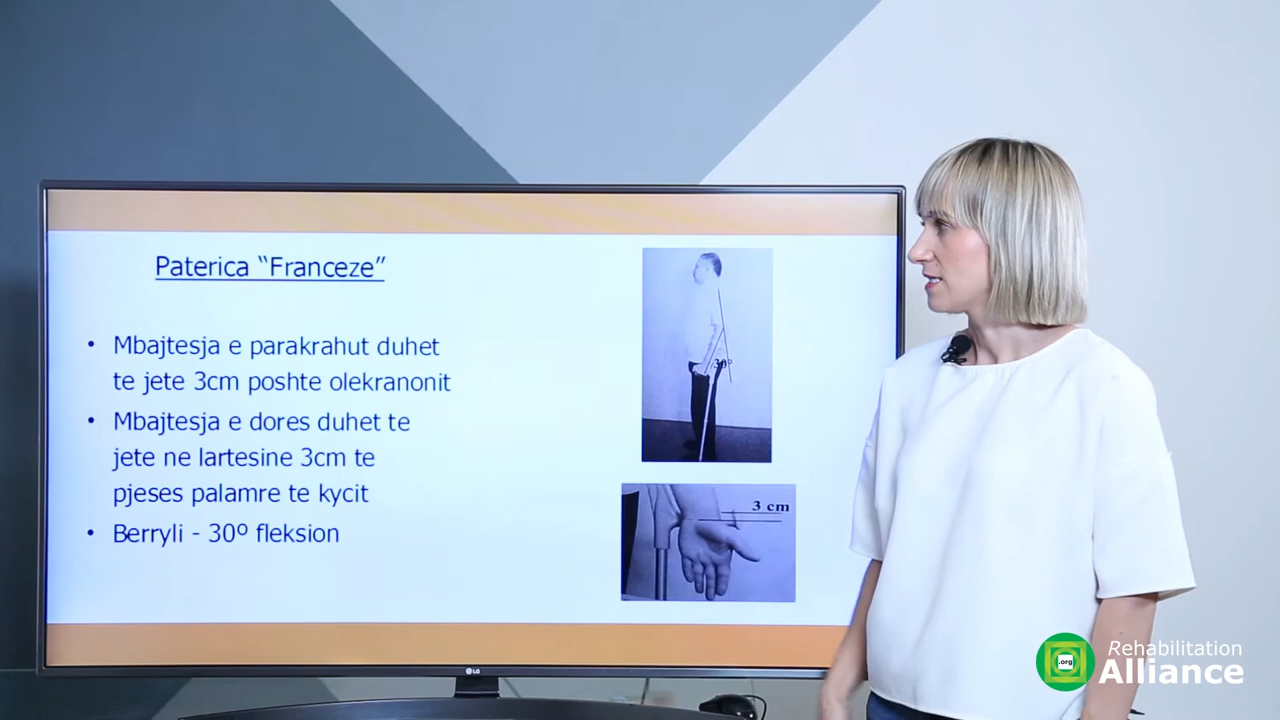 Paterica “Franceze”
• Mbajtesja e parakrahut duhet
te jete 3cm poshte olekranonit
• Mbajtesja e dores duhet te
jete ne lartesine 3cm te
pjeses palamre te kycit
• Berryli - 30º fleksion
30º
3 cm
LG
.org
Rehabilitation
Alliance